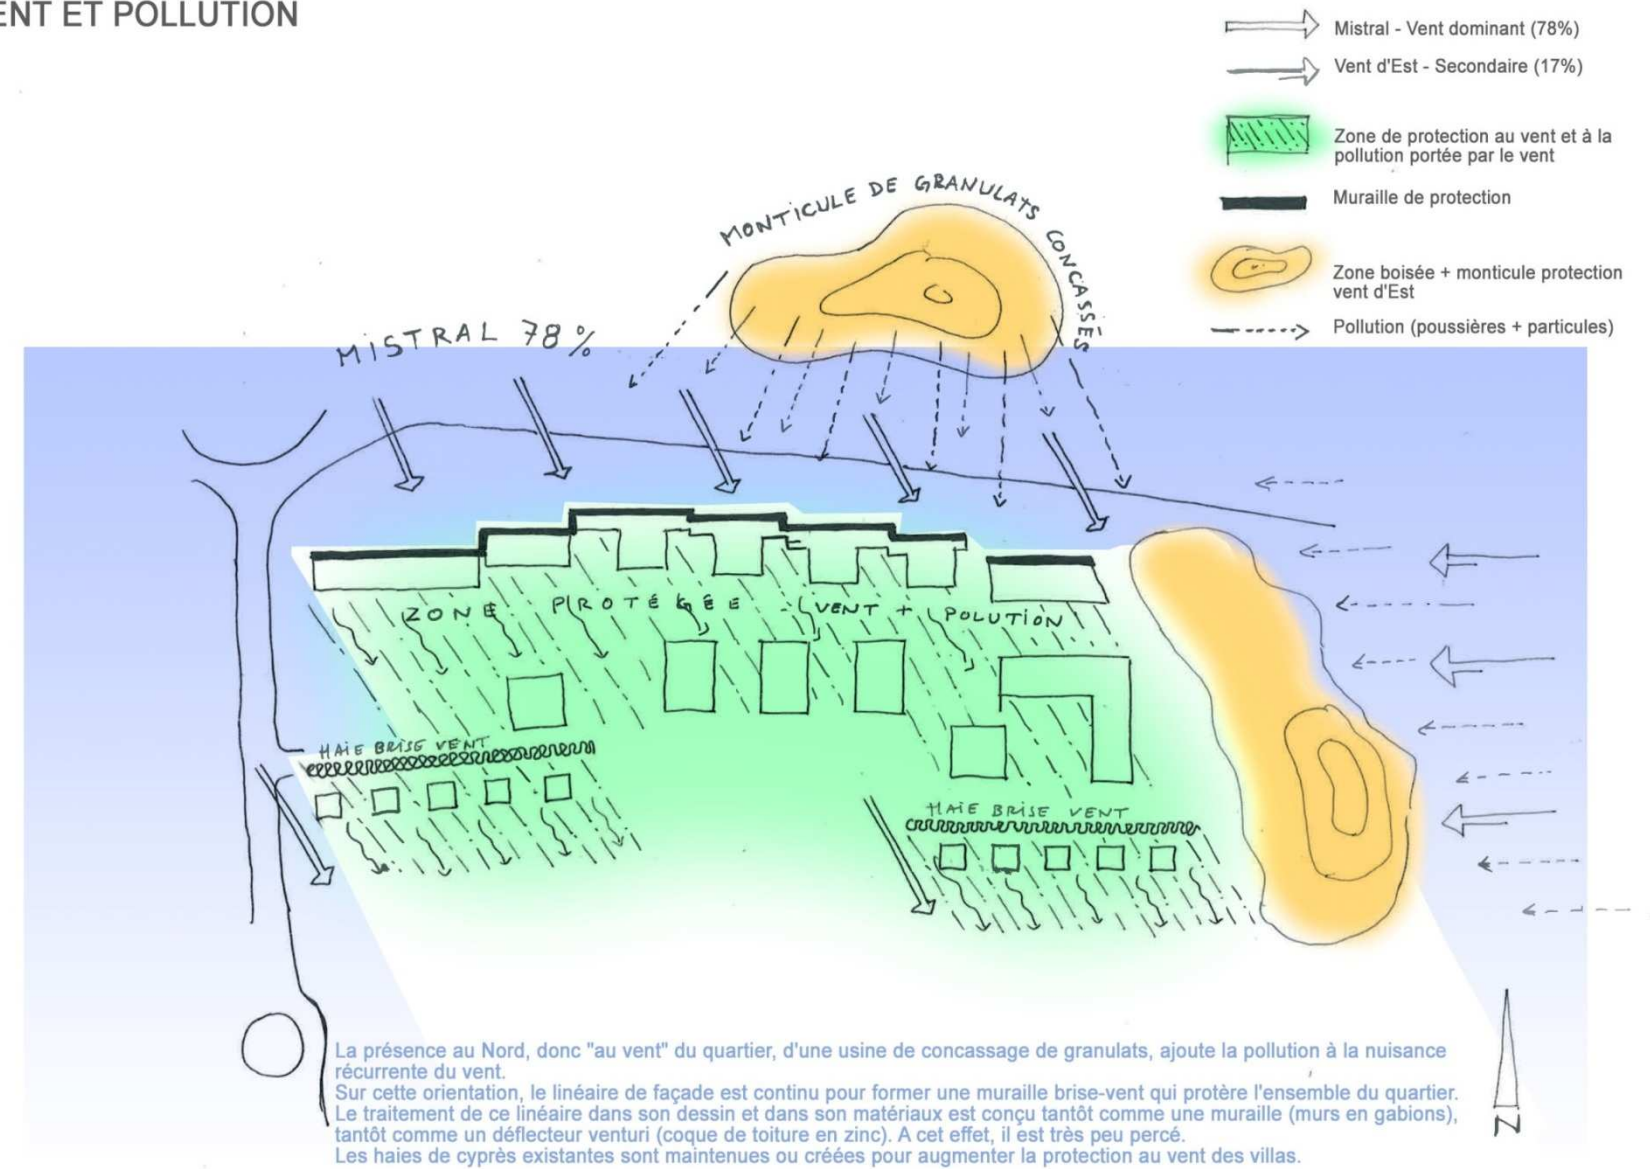 ENT ET POLLUTION
Mistral - Vent dominant (78%)
Vent d'Est - Secondaire (17%)
Zone de protection au vent et à la
pollution portée par le vent
Muraille de protection
Zone boisée + monticule protection
vent d'Est
Pollution (poussières + particules)
MONTICULE DE GRANULATS CONCASSÉS
MISTRAL 78%
ZONE PROTÉGÉE - VENT + POLUTION
HAIE BRISE VENT
HAIE BRISE VENT
N
La présence au Nord, donc "au vent" du quartier, d'une usine de concassage de granulats, ajoute la pollution à la nuisance
récurrente du vent.
Sur cette orientation, le linéaire de façade est continu pour former une muraille brise-vent qui protère l'ensemble du quartier.
Le traitement de ce linéaire dans son dessin et dans son matériaux est conçu tantôt comme une muraille (murs en gabions),
tantôt comme un déflecteur venturi (coque de toiture en zinc). A cet effet, il est très peu percé.
Les haies de cyprès existantes sont maintenues ou créées pour augmenter la protection au vent des villas.